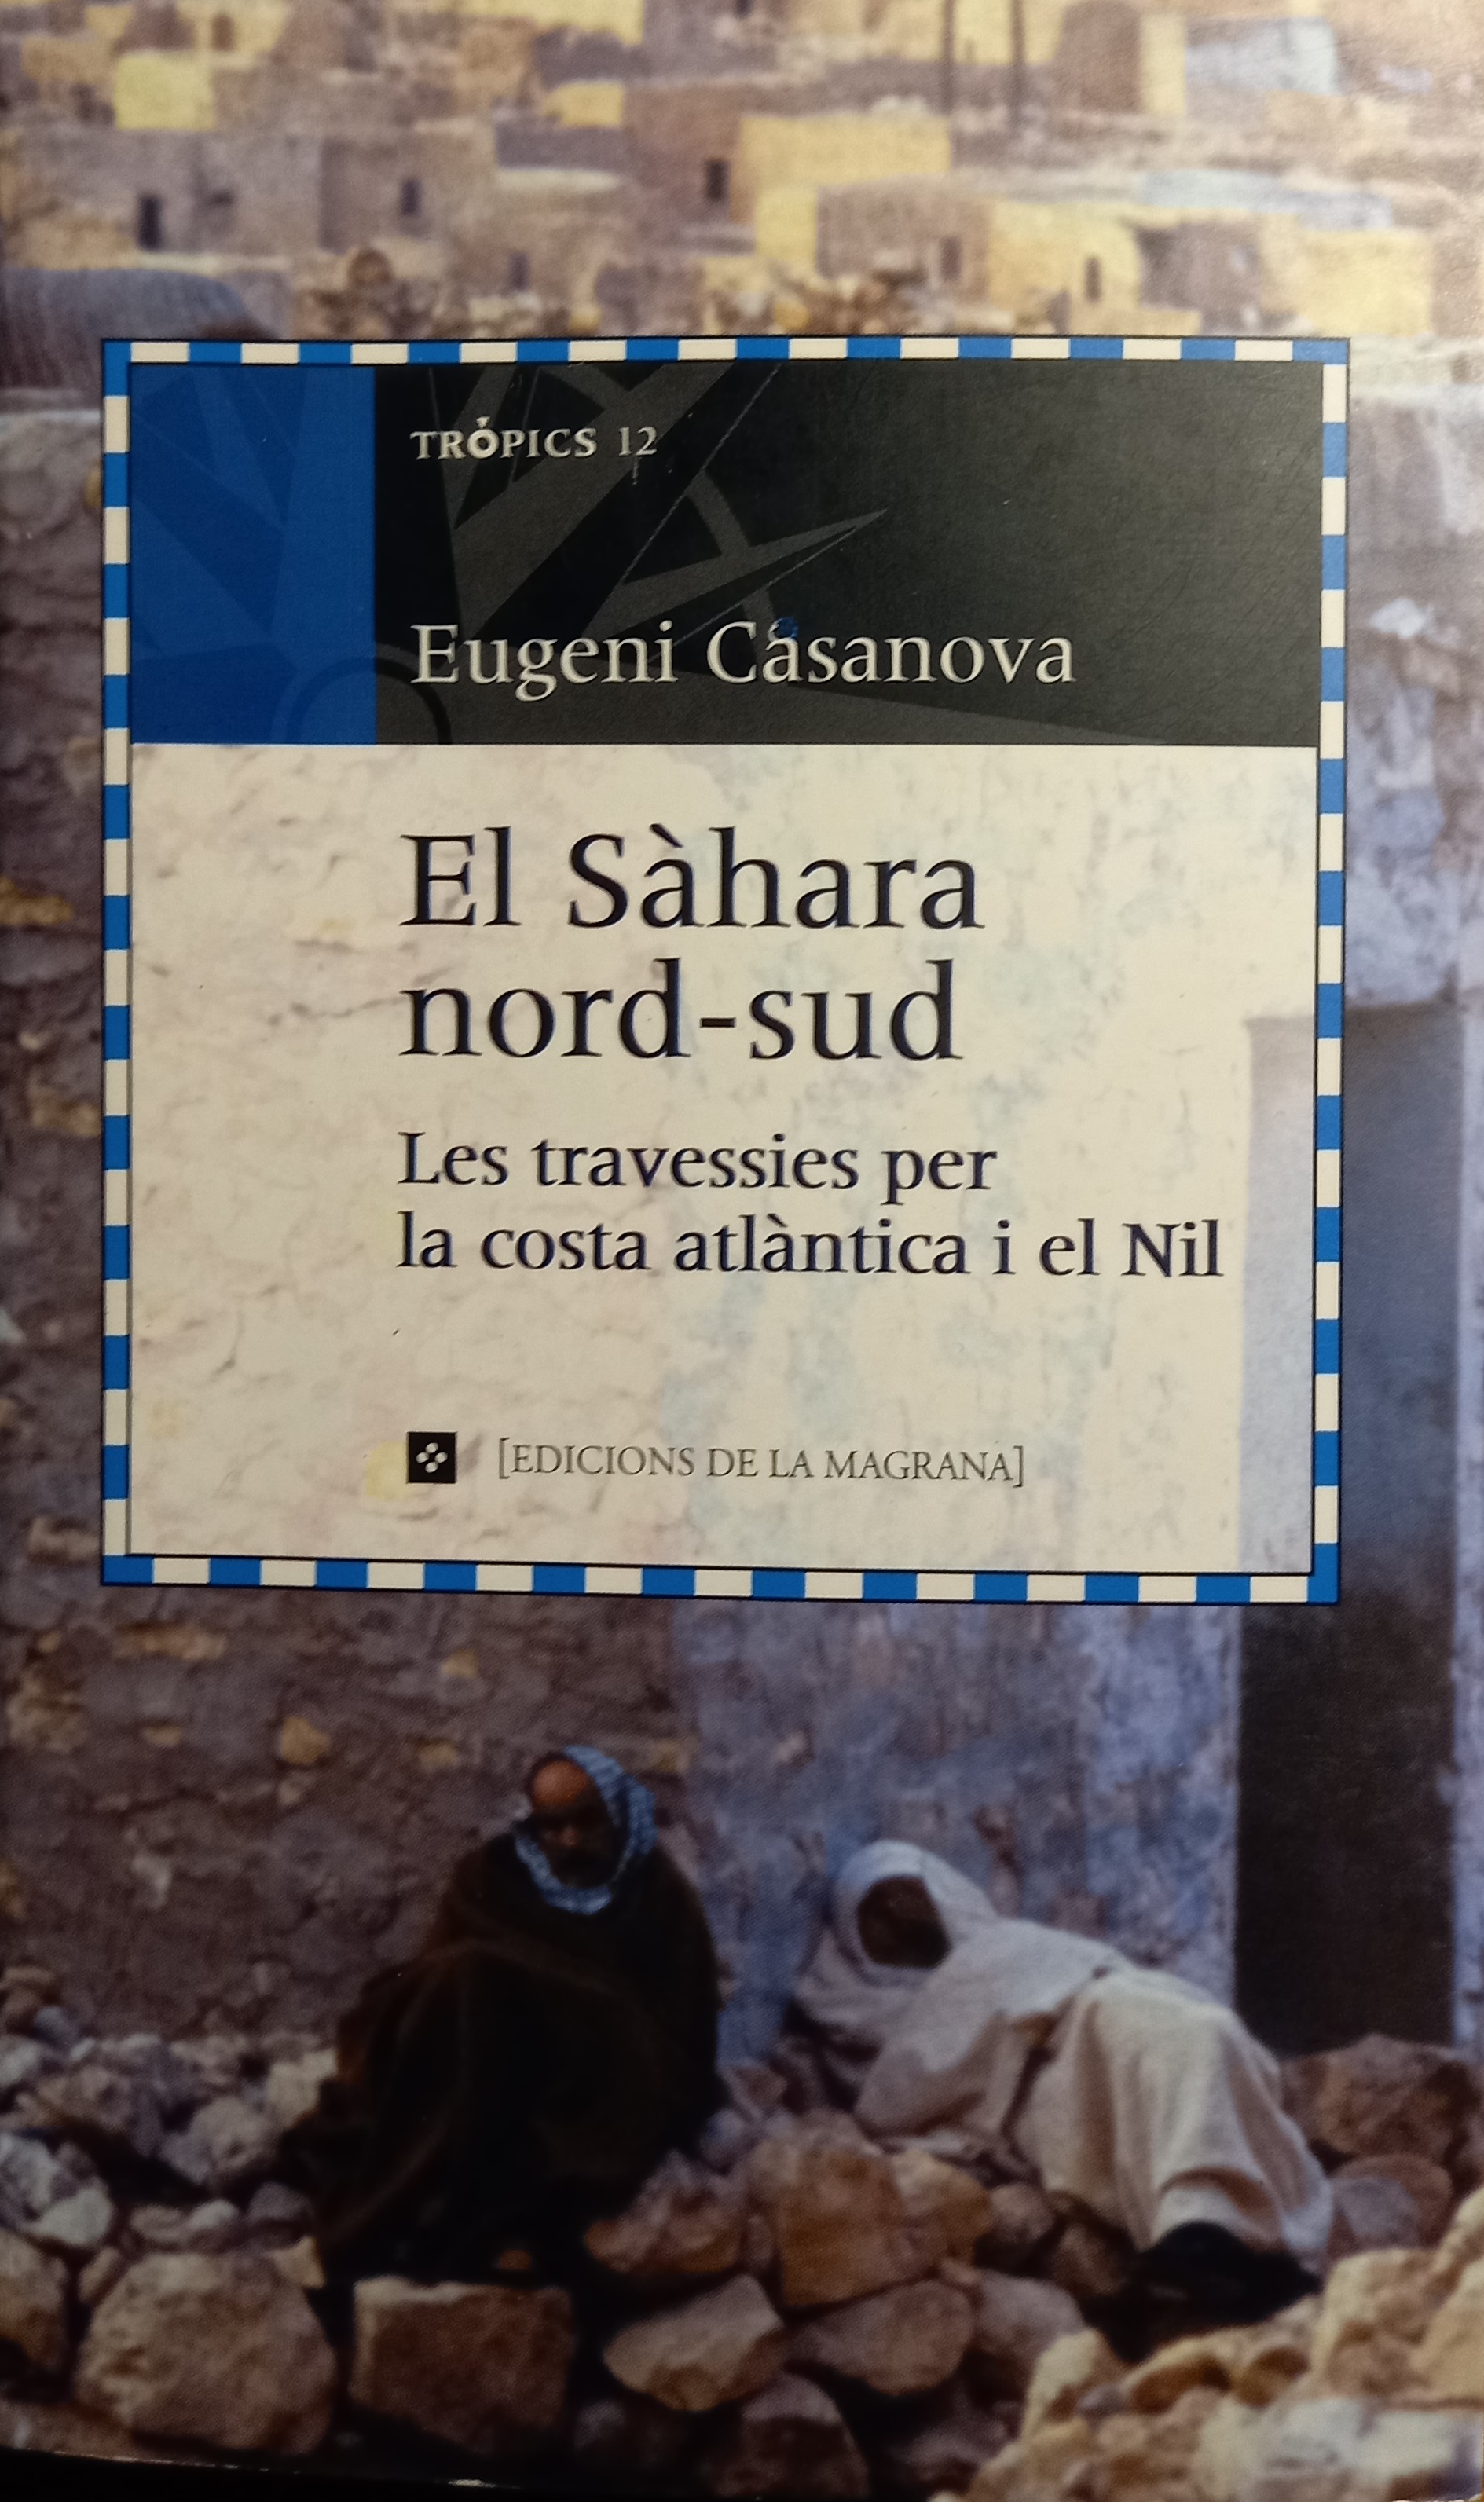 TRÒPICS 12
Eugeni Casanova
El Sàhara
nord-sud
Les travessies per
la costa atlàntica i el Nil
[EDICIONS DE LA MAGRANA]